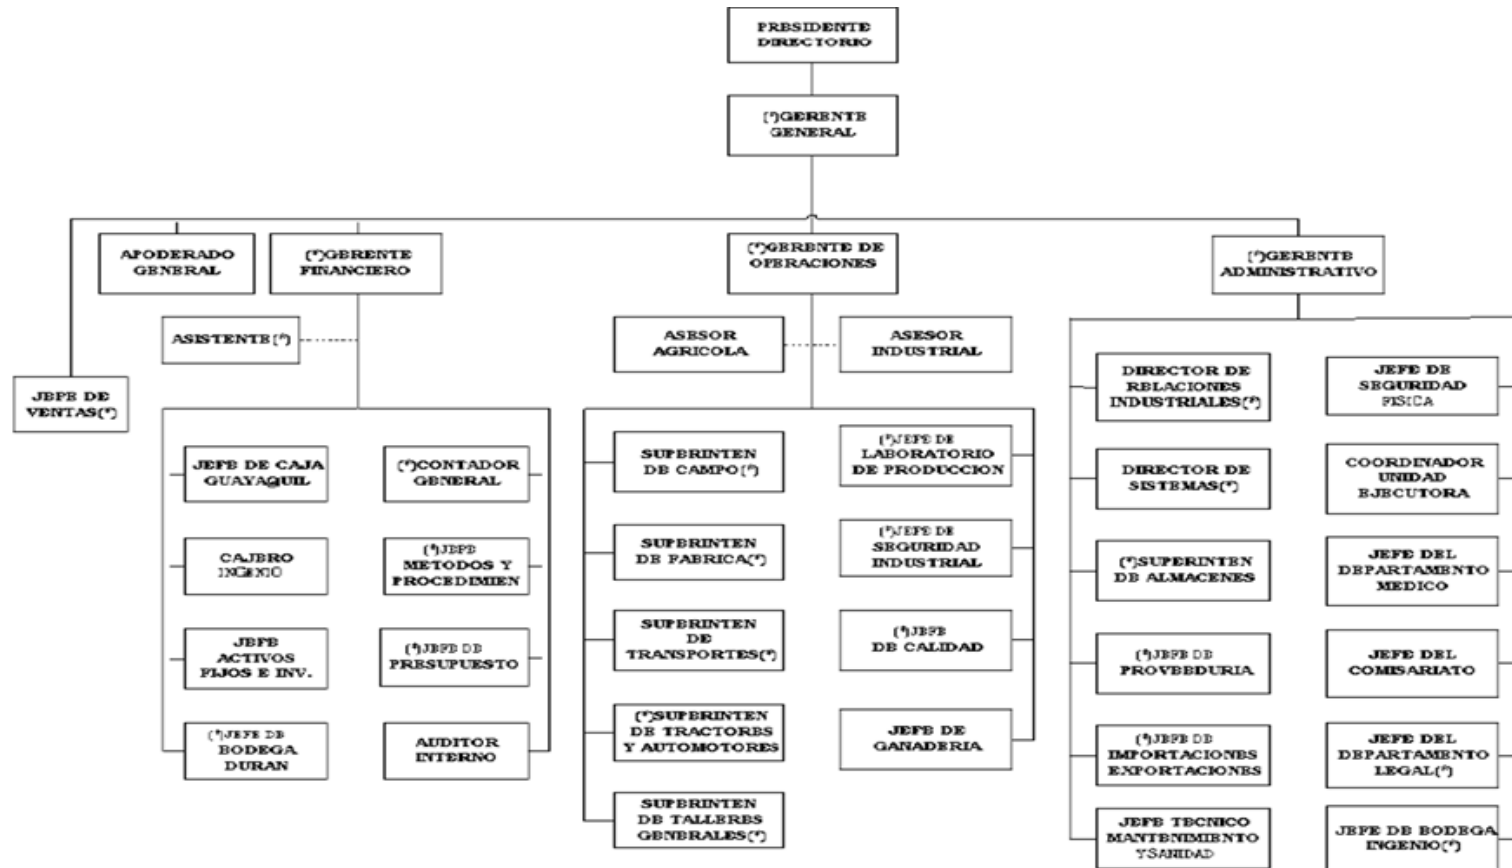 PRESIDENTE
DIRECTORIO
(*)GERENTE
GENERAL
APODERADO
GENERAL
(*)GERENTE
FINANCIERO
(*)GERENTE DE
OPERACIONES
(*)GERENTE
ADMINISTRATIVO
ASISTENTE(*)
ASESOR
AGRICOLA
ASESOR
INDUSTRIAL
JEFE DE
VENTAS(*)
JEFE DE CAJA
GUAYAQUIL
(*)CONTADOR
GENERAL
CAJERO
INGENIO
(*)JEFE
METODOS Y
PROCEDIMIEN
JEFE
ACTIVOS
FIJOS E INV.
(*)JEFE DE
PRESUPUESTO
(*)JEFE DE
BODEGA
DURAN
AUDITOR
INTERNO
SUPERINTEN
DE CAMPO(*)
(*)JEFE DE
LABORATORIO
DE PRODUCCION
SUPERINTEN
DE FABRICA(*)
(*)JEFE DE
SEGURIDAD
INDUSTRIAL
SUPERINTEN
DE
TRANSPORTES(*)
(*)JEFE
DE CALIDAD
(*)SUPERINTEN
DE TRACTORES
Y AUTOMOTORES
JEFE DE
GANADERIA
SUPERINTEN
DE TALLERES
GENERALES(*)
DIRECTOR DE
RELACIONES
INDUSTRIALES(*)
JEFE DE
SEGURIDAD
FISICA
DIRECTOR DE
SISTEMAS(*)
COORDINADOR
UNIDAD
EJECUTORA
(*)SUPERINTEN
DE ALMACENES
JEFE DEL
DEPARTAMENTO
MEDICO
(*)JEFE DE
PROVEEDURIA
JEFE DEL
COMISARIATO
(*)JEFE DE
IMPORTACIONES
EXPORTACIONES
JEFE DEL
DEPARTAMENTO
LEGAL(*)
JEFE TECNICO
MANTENIMIENTO
Y SANIDAD
JEFE DE BODEGA
INGENIO(*)